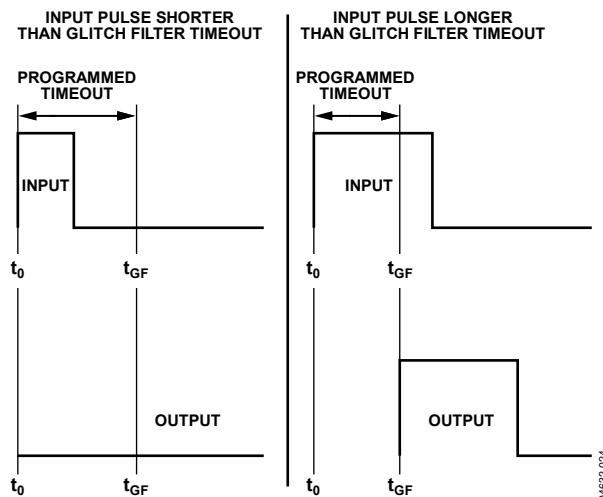 INPUT PULSE SHORTER
THAN GLITCH FILTER TIMEOUT
INPUT PULSE LONGER
THAN GLITCH FILTER TIMEOUT
PROGRAMMED
TIMEOUT
PROGRAMMED
TIMEOUT
INPUT
INPUT
t0
tGF
t0
tGF
OUTPUT
OUTPUT
t0
tGF
t0
tGF